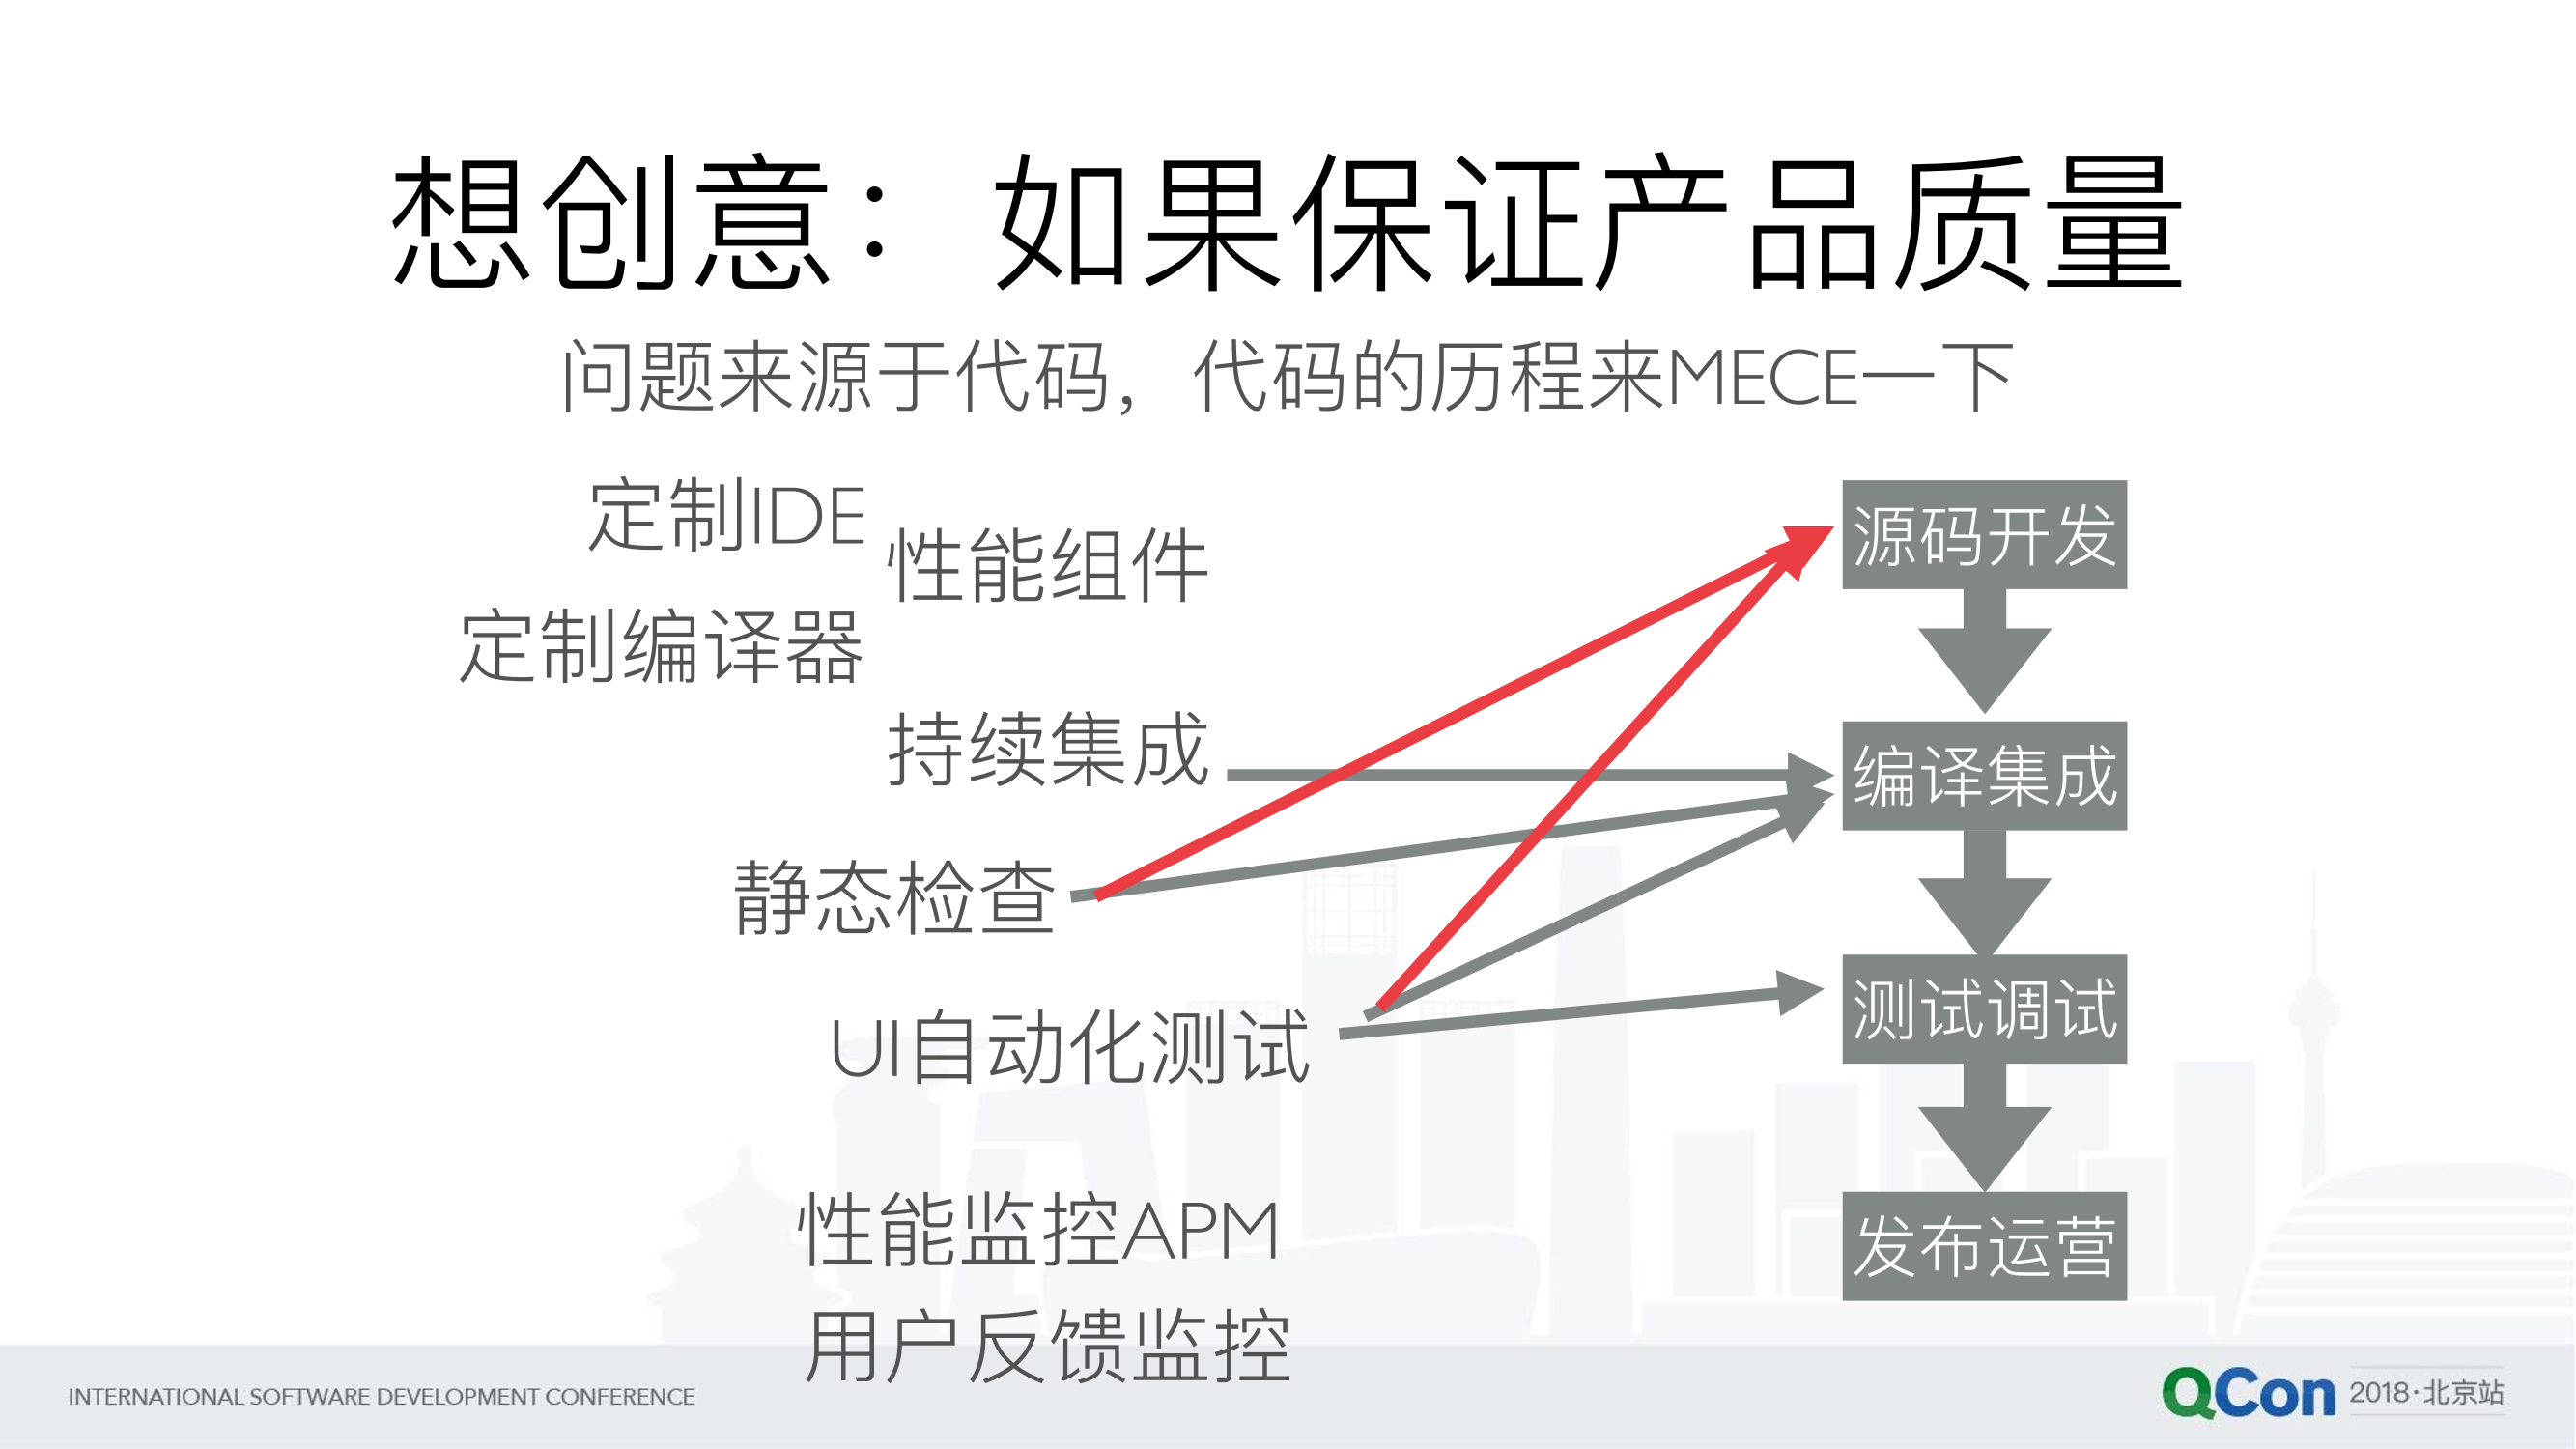 想创意：如果保证产品质量
问题来源于代码，代码的历程来MECE一下
定制IDE
性能组件
定制编译器
持续集成
静态检查
UI自动化测试
性能监控APM
用户反馈监控
源码开发
编译集成
测试调试
发布运营
INTERNATIONAL SOFTWARE DEVELOPMENT CONFERENCE
QCon 2018·北京站